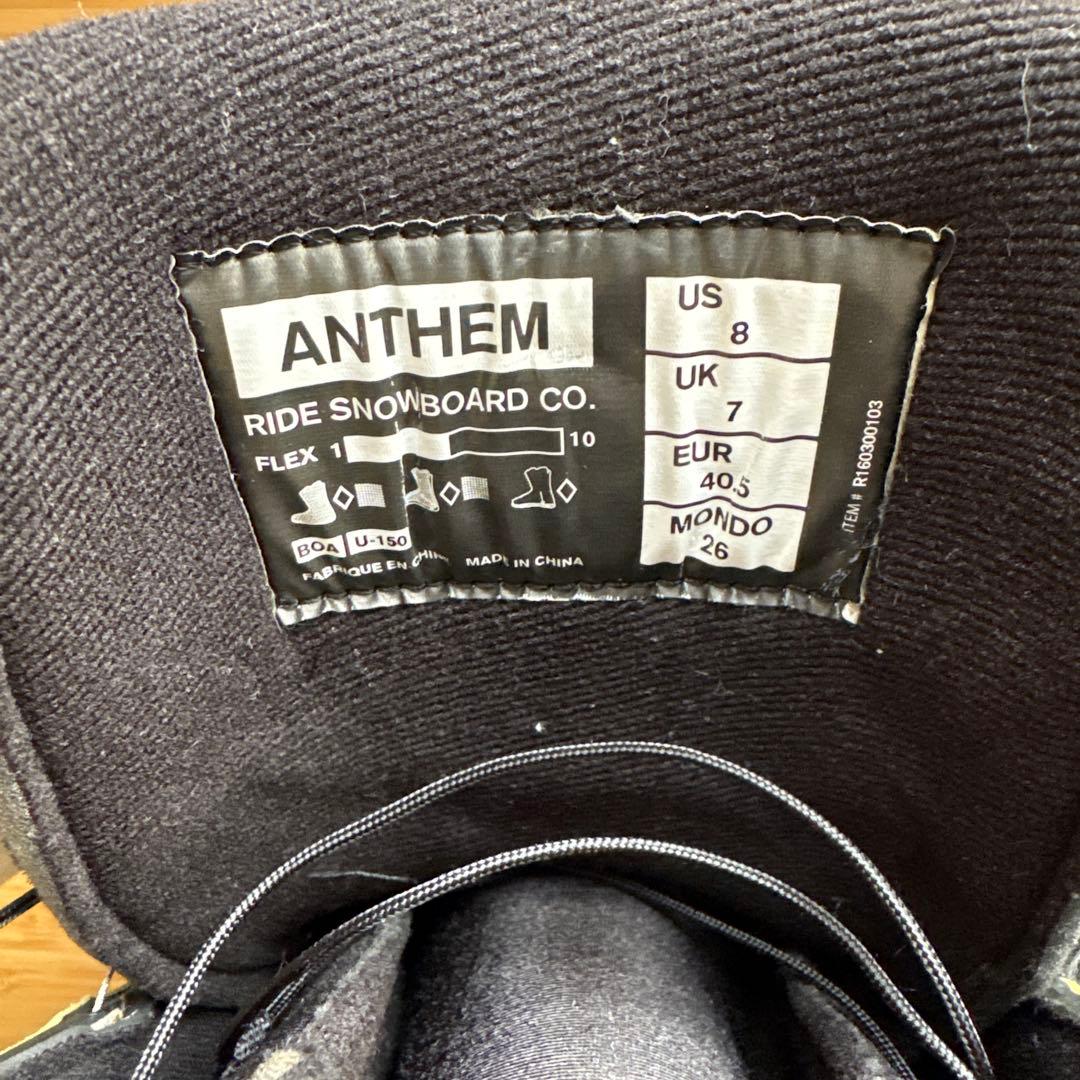 ANTHEM
RIDE SNOWBOARD CO.
FLEX 1 10
BOA U-150
FABRIQUE EN CHINE MADE IN CHINA
US
8
UK
7
EUR
40.5
MONDO
26
ITEM # R160300103